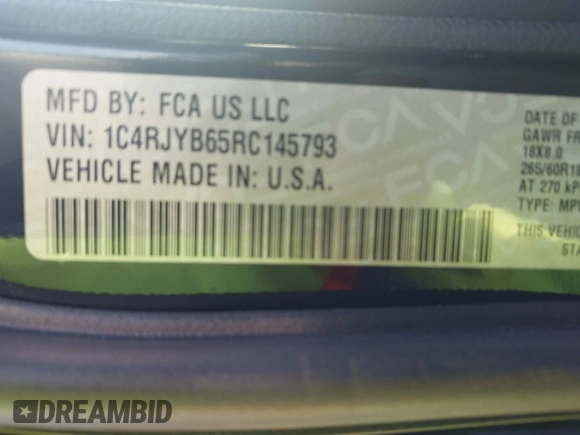 MFD BY: FCA US LLC
VIN: 1C4RJYB65RC145793
VEHICLE MADE IN: U.S.A.
DATE OF
GAWR FR
18X8.0
265/60R18
AT 270 KP
TYPE: MP
THIS VEHIC
STA
DREAMBID